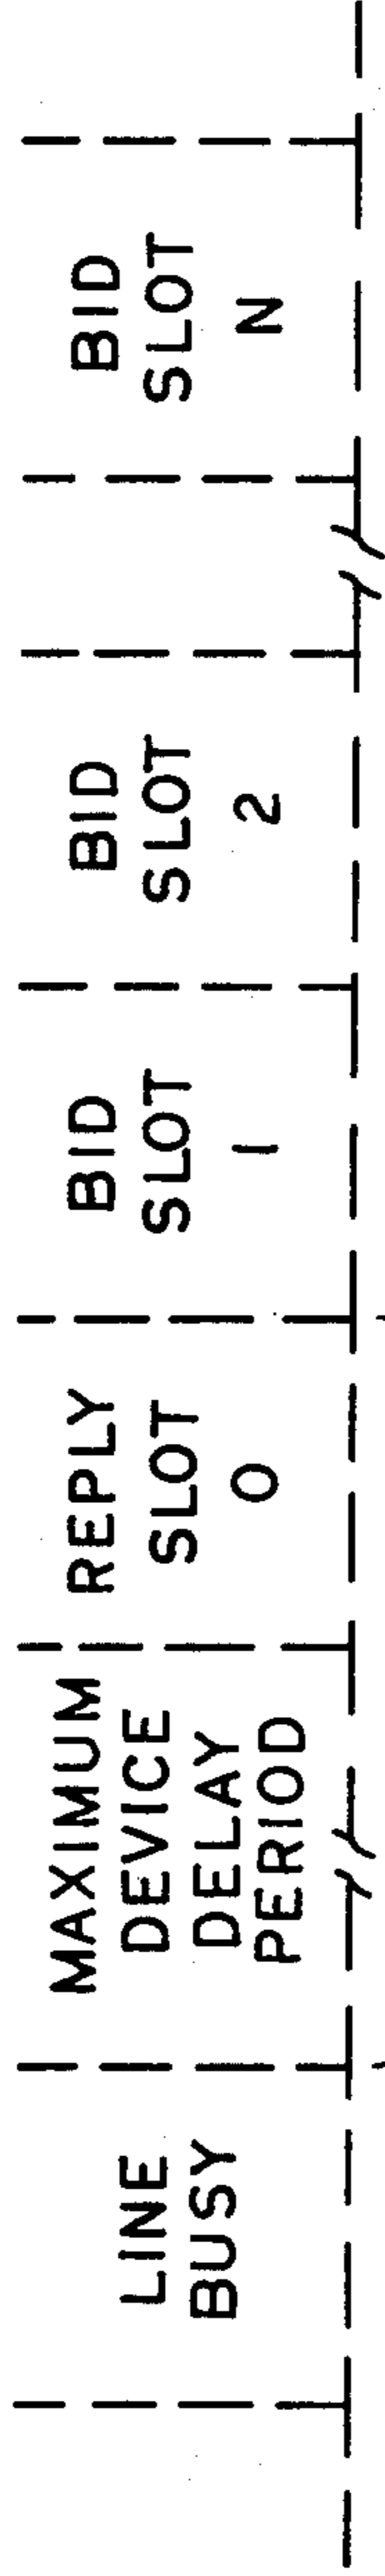 LINE
BUSY
MAXIMUM
DEVICE
DELAY
PERIOD
REPLY
SLOT
0
BID
SLOT
1
BID
SLOT
2
BID
SLOT
N